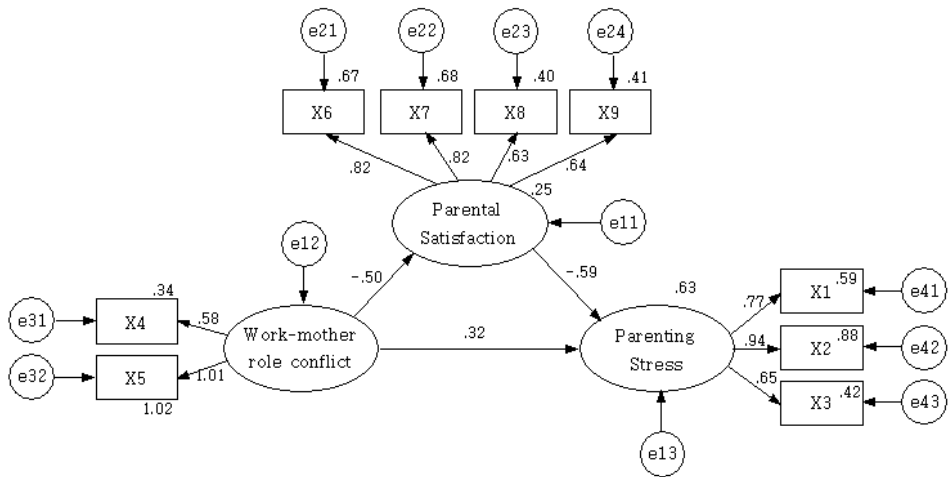 e21
e22
e23
e24
.67
.68
.40
.41
X6
X7
X8
X9
.82
.82
.63
.64
.25
Parental
Satisfaction
e11
e12
-.50
-.59
.63
.34
.58
e31
X4
Work-mother
role conflict
.32
Parenting
Stress
e32
X5
1.01
1.02
.77
X1
.59
e41
.94
X2
.88
e42
.65
X3
.42
e43
e13